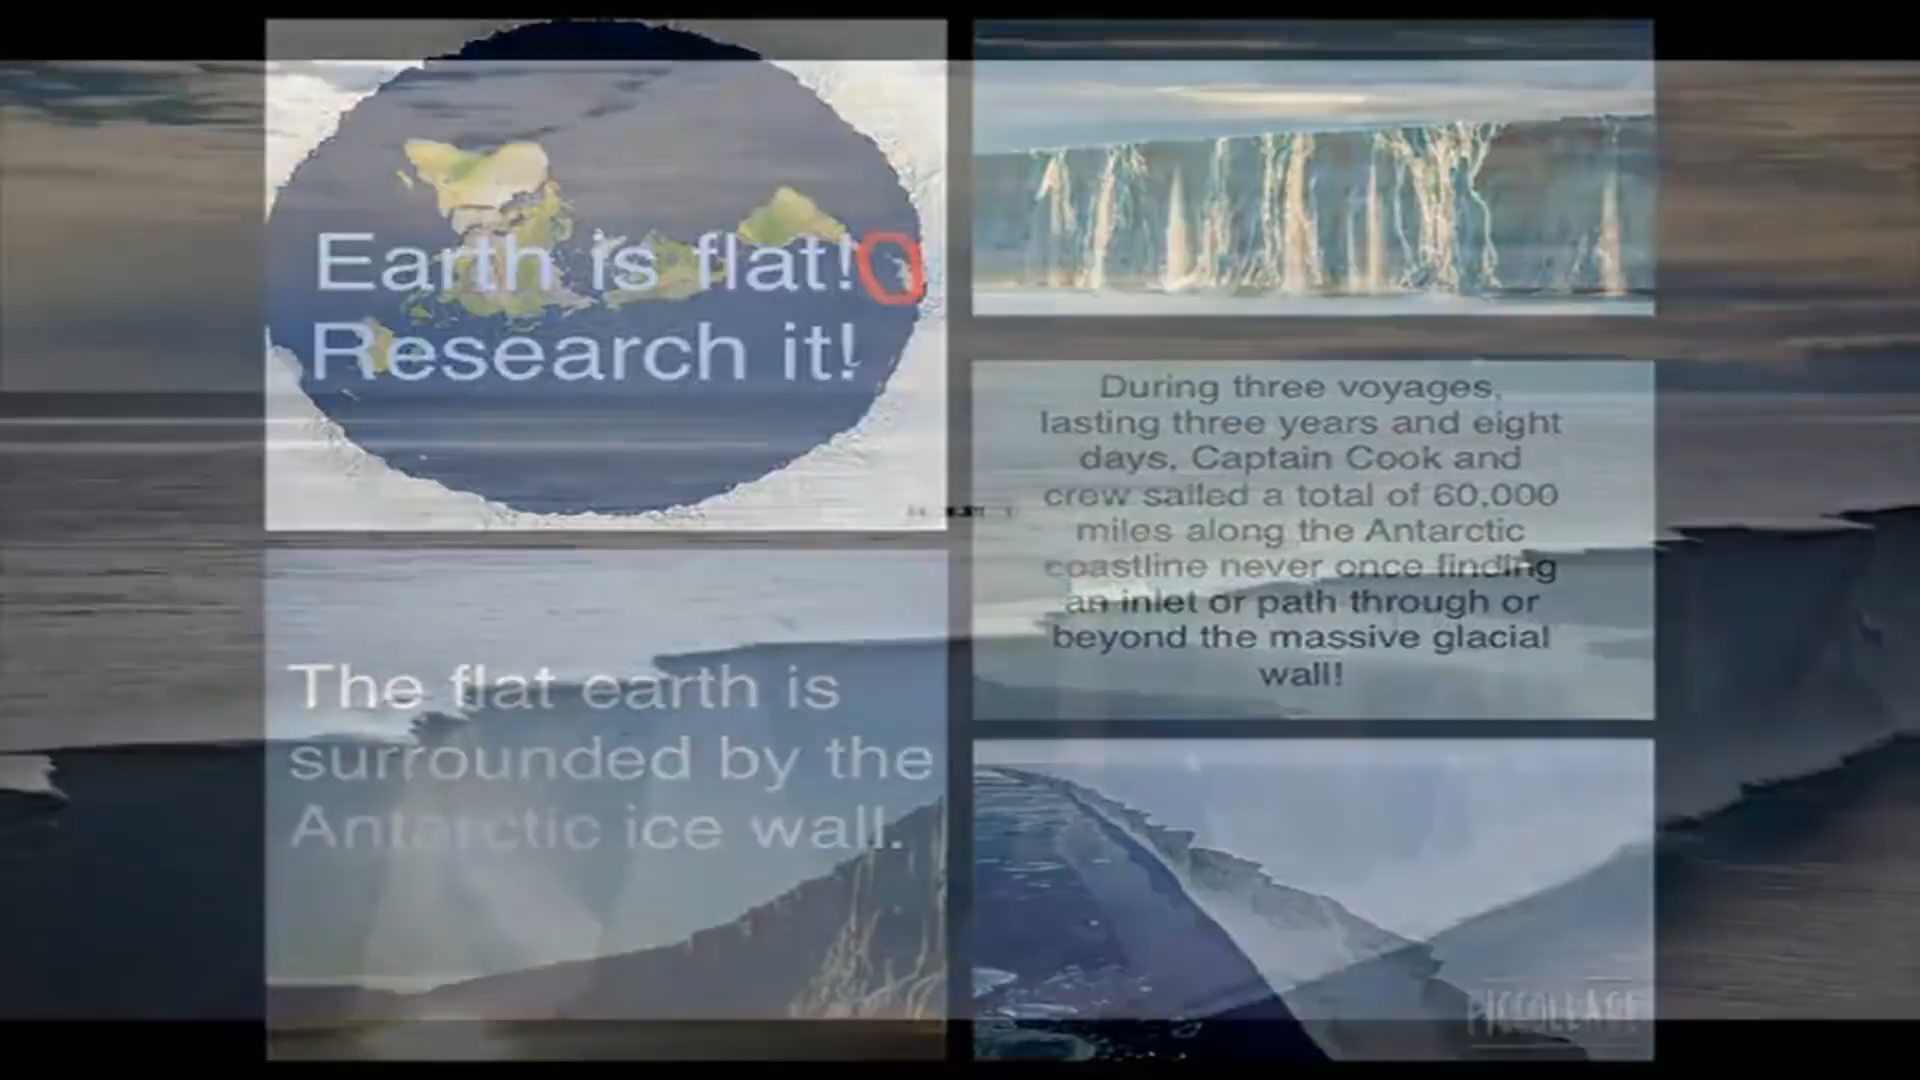 Earth is flat!
Research it!
During three voyages,
lasting three years and eight
days, Captain Cook and
crew sailed a total of 60,000
miles along the Antarctic
coastline never once finding
an inlet or path through or
beyond the massive glacial
wall!
The flat earth is
surrounded by the
Antarctic ice wall.
PIC COLLAGE